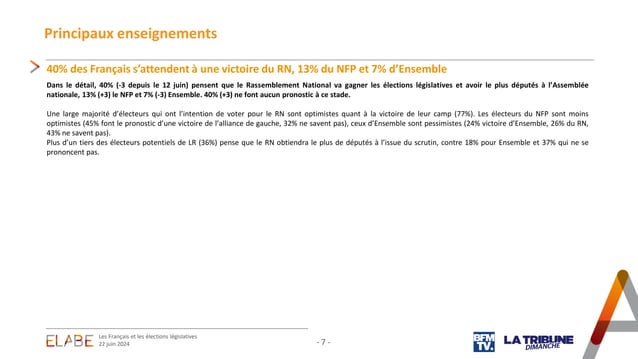 Principaux enseignements
40% des Français s’attendent à une victoire du RN, 13% du NFP et 7% d’Ensemble
Dans le détail, 40% (-3 depuis le 12 juin) pensent que le Rassemblement National va gagner les élections législatives et avoir le plus députés à l’Assemblée
nationale, 13% (+3) le NFP et 7% (-3) Ensemble. 40% (+3) ne font aucun pronostic à ce stade.
Une large majorité d’électeurs qui ont l’intention de voter pour le RN sont optimistes quant à la victoire de leur camp (77%). Les électeurs du NFP sont moins
optimistes (45% font le pronostic d’une victoire de l’alliance de gauche, 32% ne savent pas), ceux d’Ensemble sont pessimistes (24% victoire d’Ensemble, 26% du RN,
43% ne savent pas).
Plus d’un tiers des électeurs potentiels de LR (36%) pense que le RN obtiendra le plus de députés à l’issue du scrutin, contre 18% pour Ensemble et 37% qui ne se
prononcent pas.
ELABE
Les Français et les élections législatives
22 juin 2024
- 7 -
BFM
TV.
LA TRIBUNE
DIMANCHE